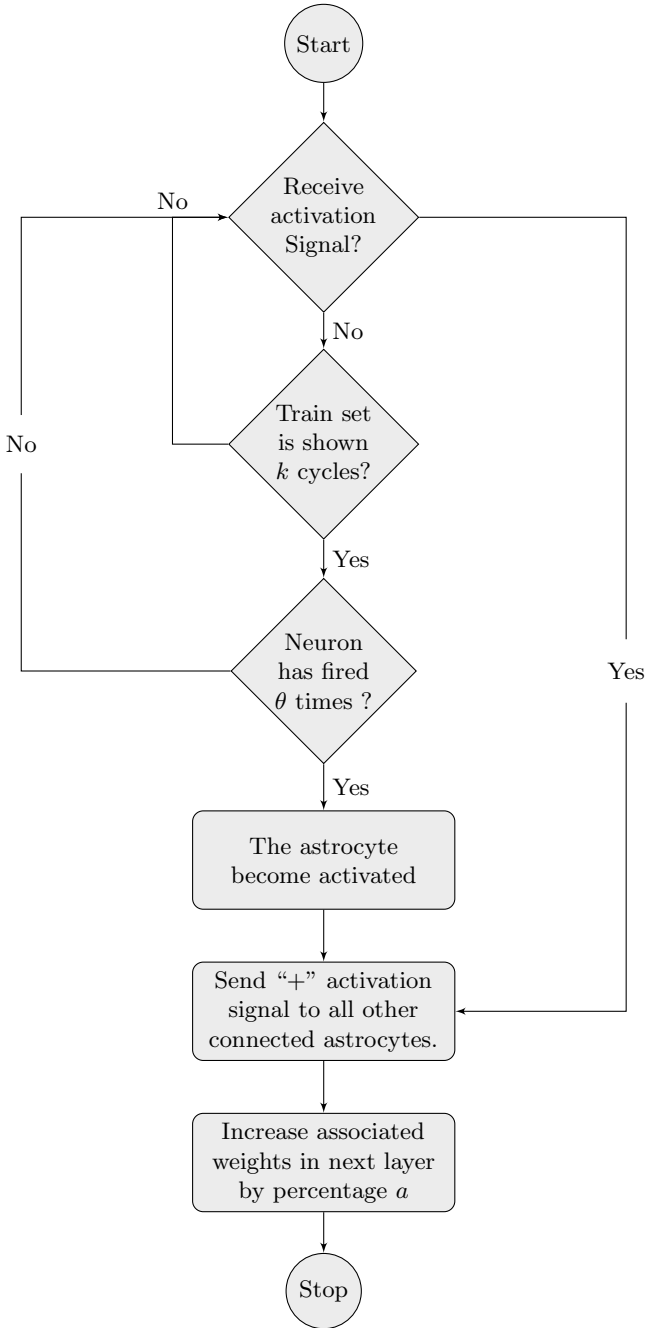 Start
Receive
activation
Signal?
No
No
Train set
is shown
k cycles?
No
Yes
Neuron
has fired
θ times ?
Yes
Yes
The astrocyte
become activated
Send “+” activation
signal to all other
connected astrocytes.
Increase associated
weights in next layer
by percentage a
Stop